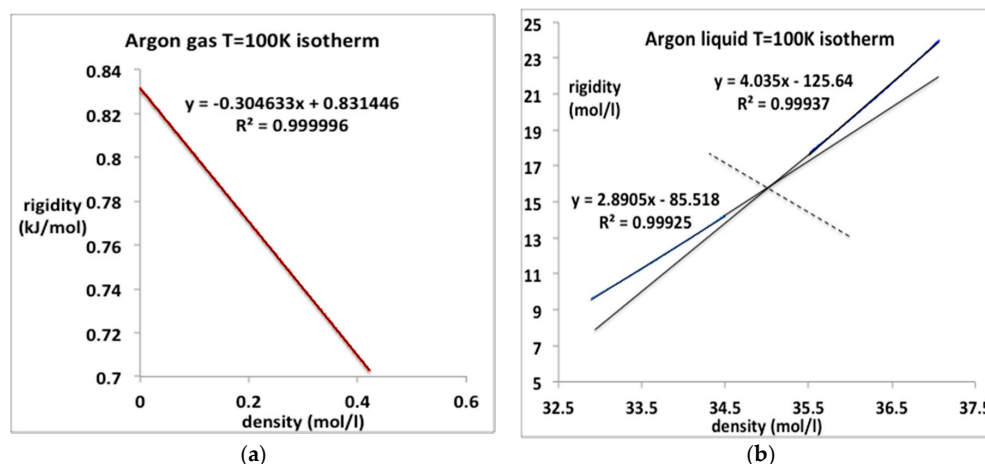 Argon gas T=100K isotherm
0.84
0.82
0.8
0.78
0.76
0.74
0.72
0.7
rigidity
(kJ/mol)
y = -0.304633x + 0.831446
R² = 0.999996
0
0.2
0.4
0.6
density (mol/l)
(a)
Argon liquid T=100K isotherm
25
23
21
19
17
15
13
11
9
7
5
rigidity
(mol/l)
y = 4.035x - 125.64
R² = 0.99937
y = 2.8905x - 85.518
R² = 0.99925
32.5
33.5
34.5
35.5
36.5
37.5
density (mol/l)
(b)